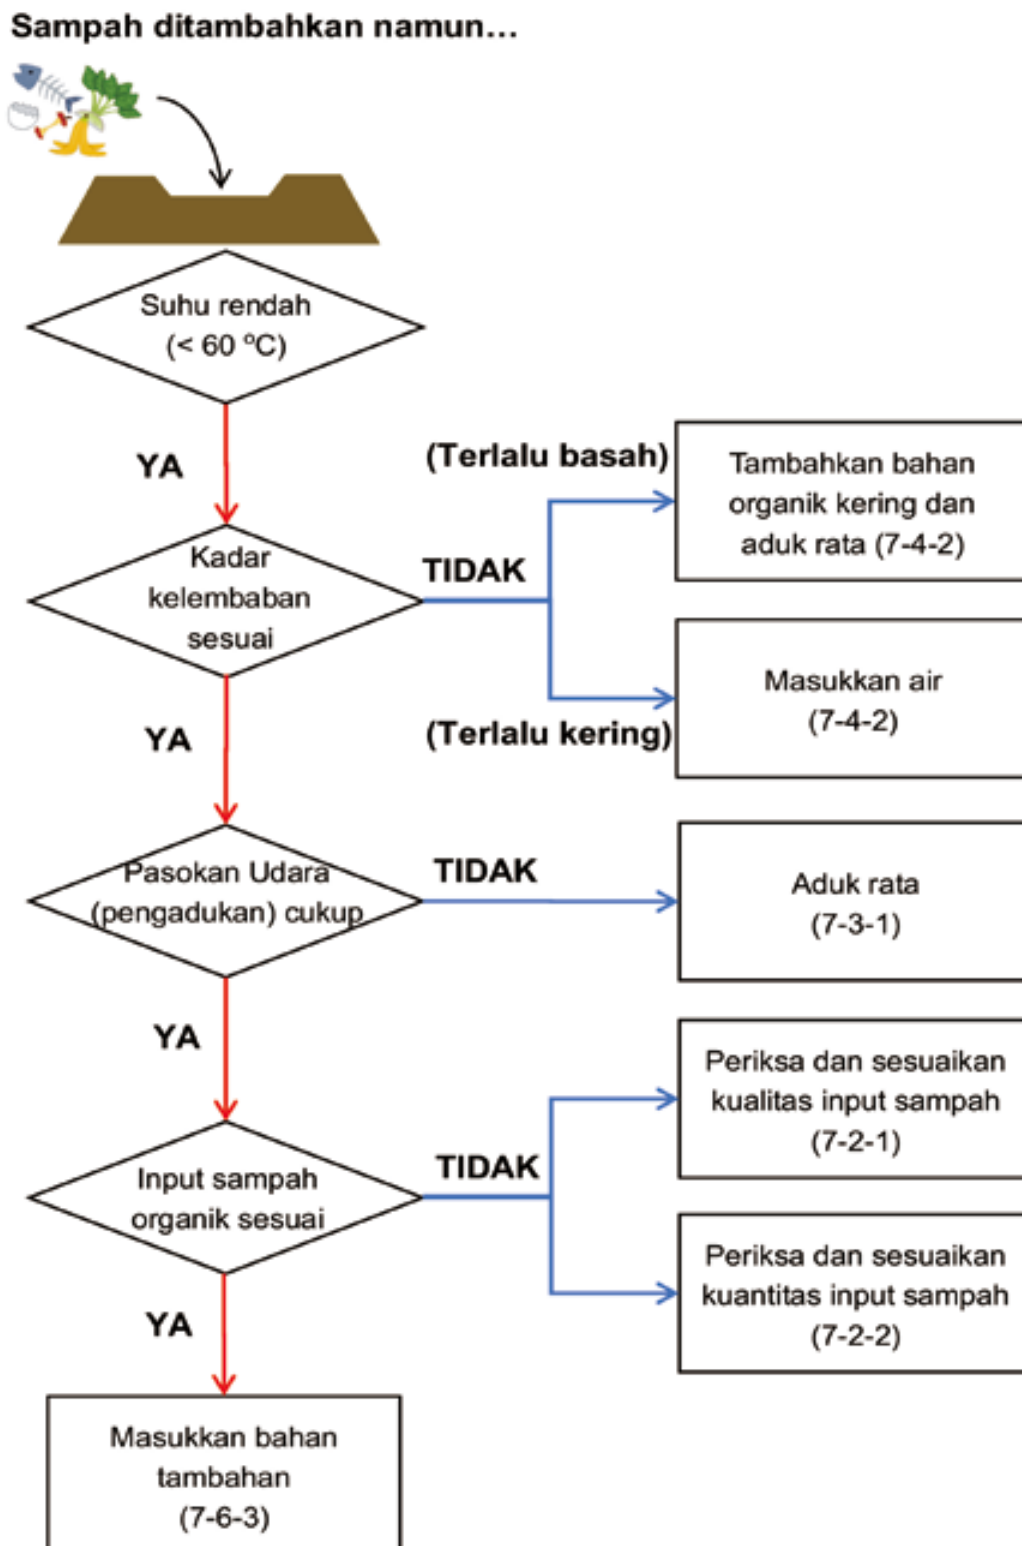 Sampah ditambahkan namun...
Suhu rendah
(< 60 °C)
YA
Kadar
kelembaban
sesuai
TIDAK
(Terlalu basah)
Tambahkan bahan
organik kering dan
aduk rata (7-4-2)
(Terlalu kering)
Masukkan air
(7-4-2)
YA
Pasokan Udara
(pengadukan) cukup
TIDAK
Aduk rata
(7-3-1)
YA
Input sampah
organik sesuai
TIDAK
Periksa dan sesuaikan
kualitas input sampah
(7-2-1)
Periksa dan sesuaikan
kuantitas input sampah
(7-2-2)
YA
Masukkan bahan
tambahan
(7-6-3)